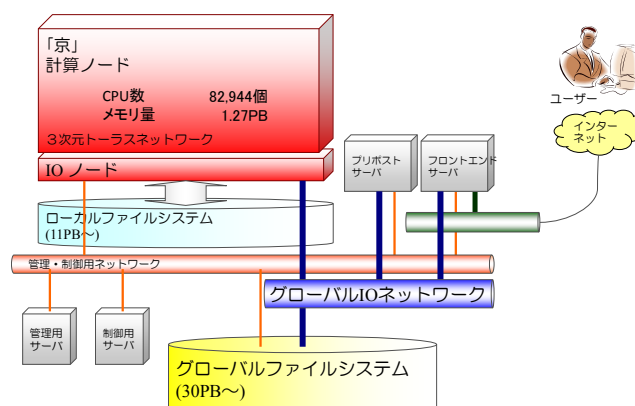 「京」
計算ノード
CPU数 82,944個
メモリ量 1.27PB
３次元トーラスネットワーク
IO ノード
ローカルファイルシステム
(11PB～)
管理・制御用ネットワーク
管理用
サーバ
制御用
サーバ
プリポスト
サーバ
フロントエンド
サーバ
ユーザー
インター
ネット
グローバルIOネットワーク
グローバルファイルシステム
(30PB～)